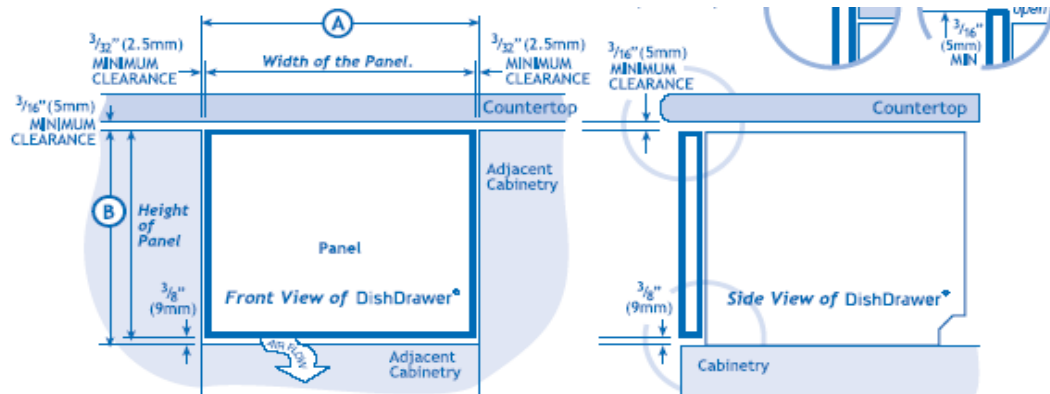 A
3/32" (2.5mm)
MINIMUM
CLEARANCE
Width of the Panel.
3/32" (2.5mm)
MINIMUM
CLEARANCE
3/16" (5mm)
MINIMUM
CLEARANCE
Countertop
Adjacent
Cabinetry
B
Height
of
Panel
Panel
3/8"
(9mm)
Front View of DishDrawer®
AIR FLOW
Adjacent
Cabinetry
3/16" (5mm)
MINIMUM
CLEARANCE
open
3/16"
(5mm)
MIN
Countertop
3/8"
(9mm)
Side View of DishDrawer
Cabinetry